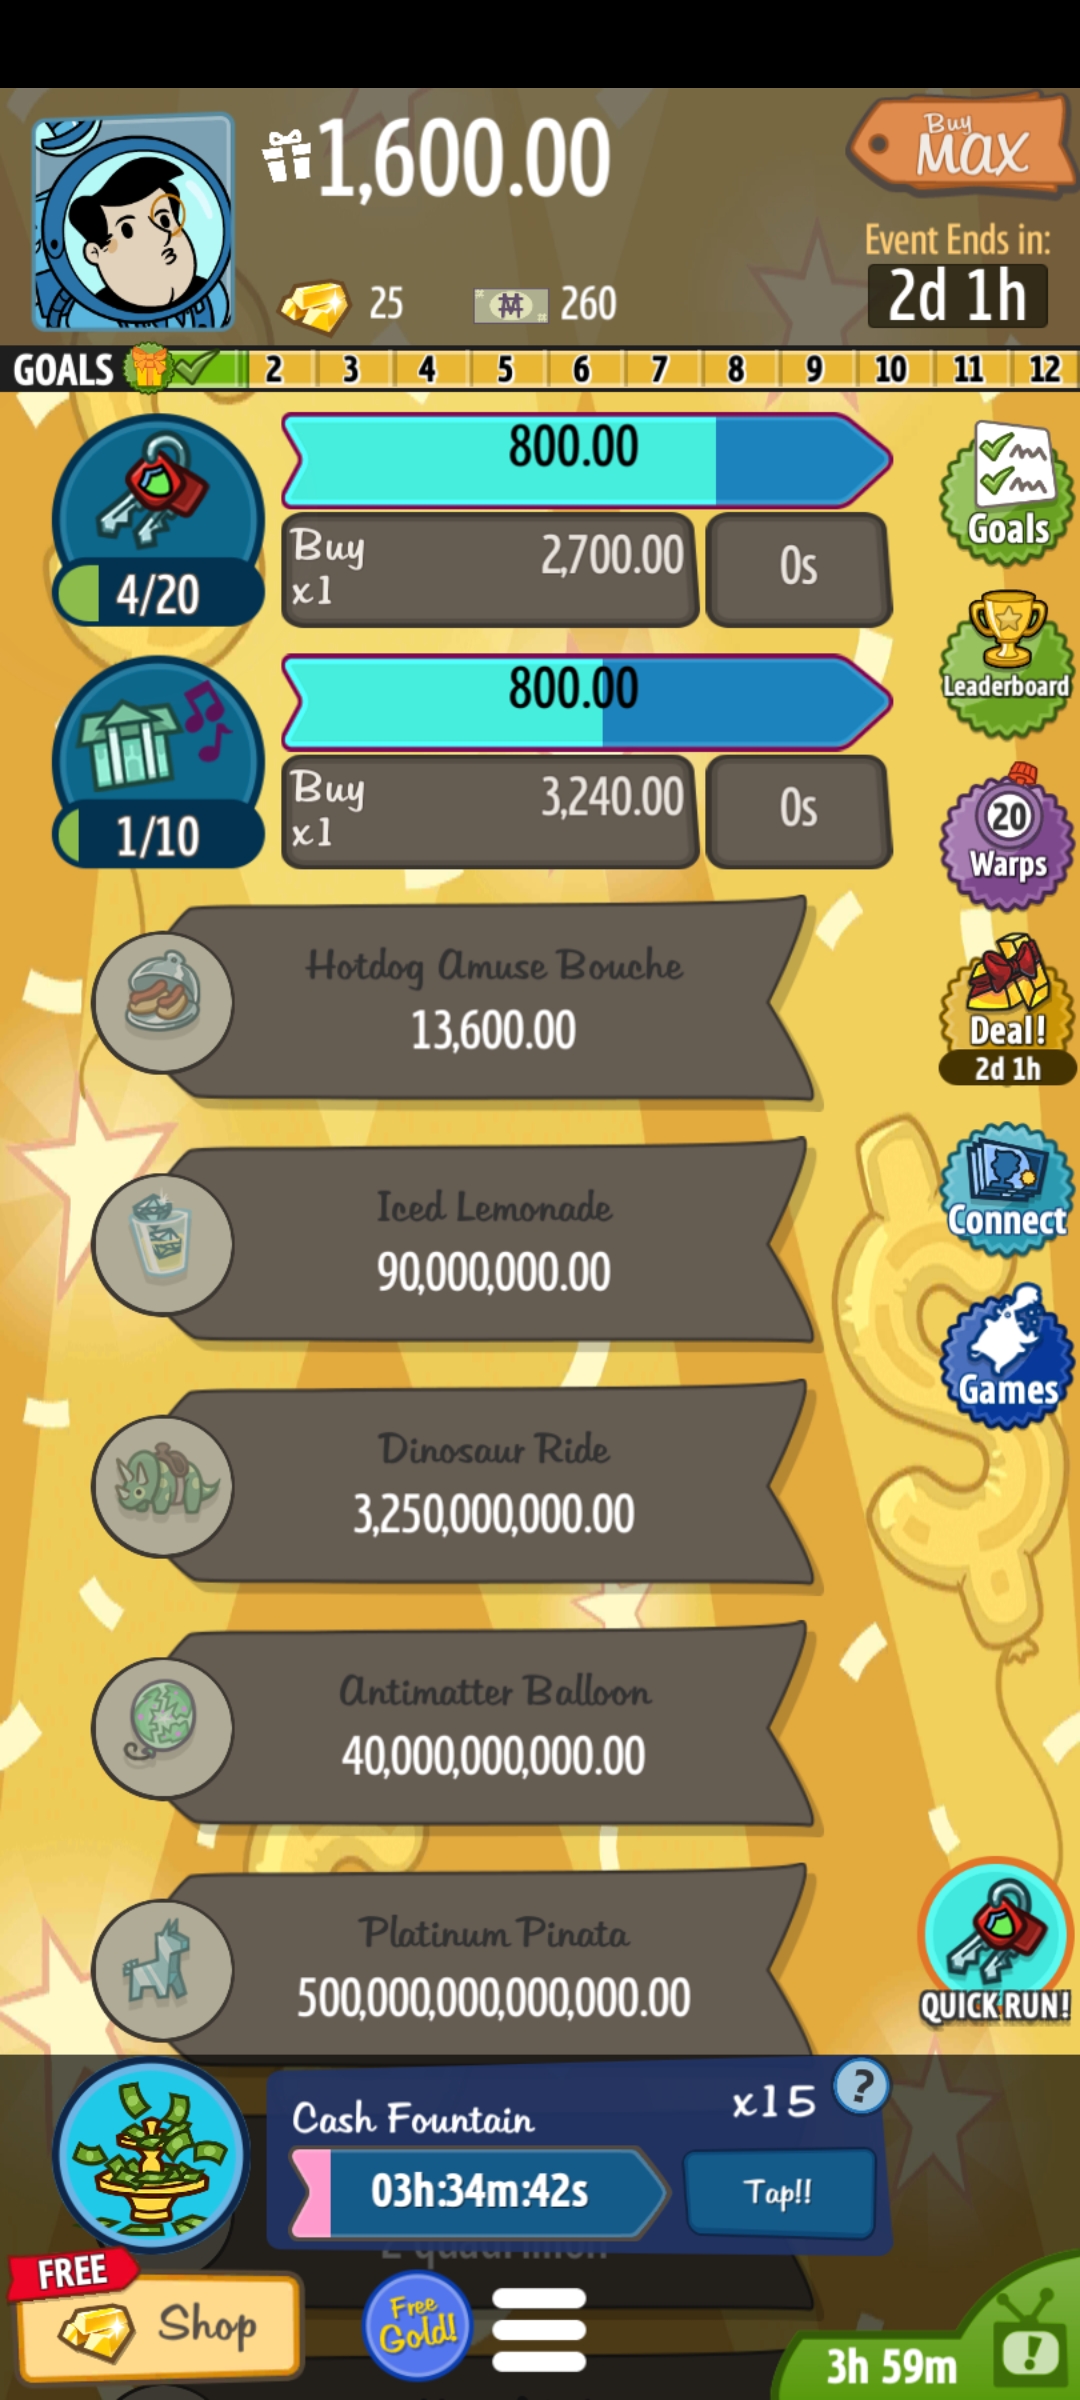 1,600.00
Buy
MAX
Event Ends in:
2d 1h
25
260
GOALS 2 3 4 5 6 7 8 9 10 11 12
800.00
Buy
x1
2,700.00
0s
4/20
Goals
Leaderboard
800.00
Buy
x1
3,240.00
0s
1/10
20
Warps
Hotdog Amuse Bouche
13,600.00
Deal!
2d 1h
Iced Lemonade
90,000,000.00
Connect
Dinosaur Ride
3,250,000,000.00
Games
Antimatter Balloon
40,000,000,000.00
Platinum Pinata
500,000,000,000,000.00
QUICK RUN!
Cash Fountain
x15
?
03h:34m:42s
Tap!!
FREE
Shop
Free
Gold!
3h 59m
!